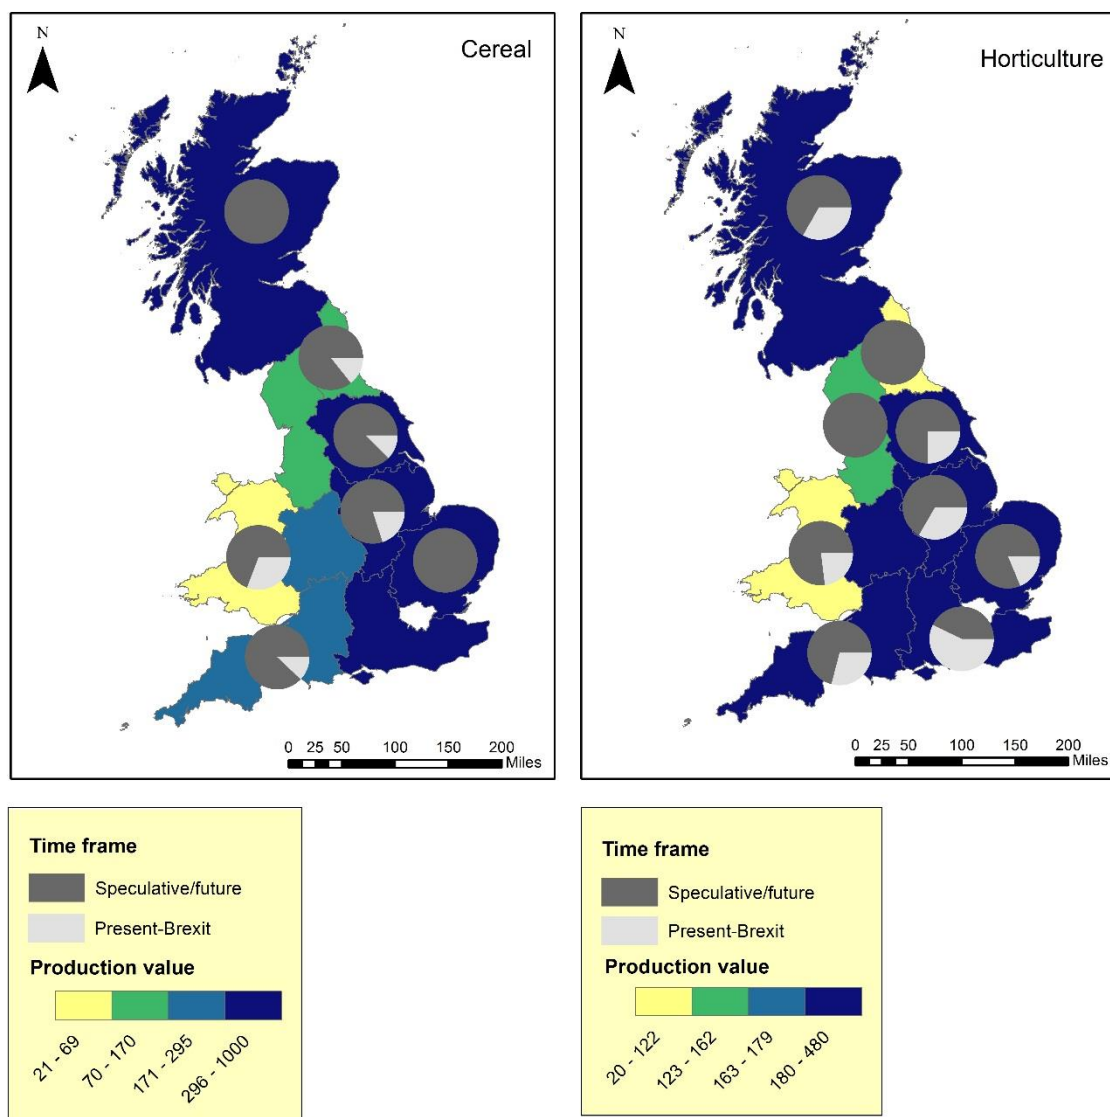 N
Cereal
0 25 50 100 150 200
Miles
N
Horticulture
0 25 50 100 150 200
Miles
Time frame
Speculative/future
Present-Brexit
Production value
21 - 69
70 - 170
171 - 295
296 - 1000
Time frame
Speculative/future
Present-Brexit
Production value
20 - 122
123 - 162
163 - 179
180 - 480